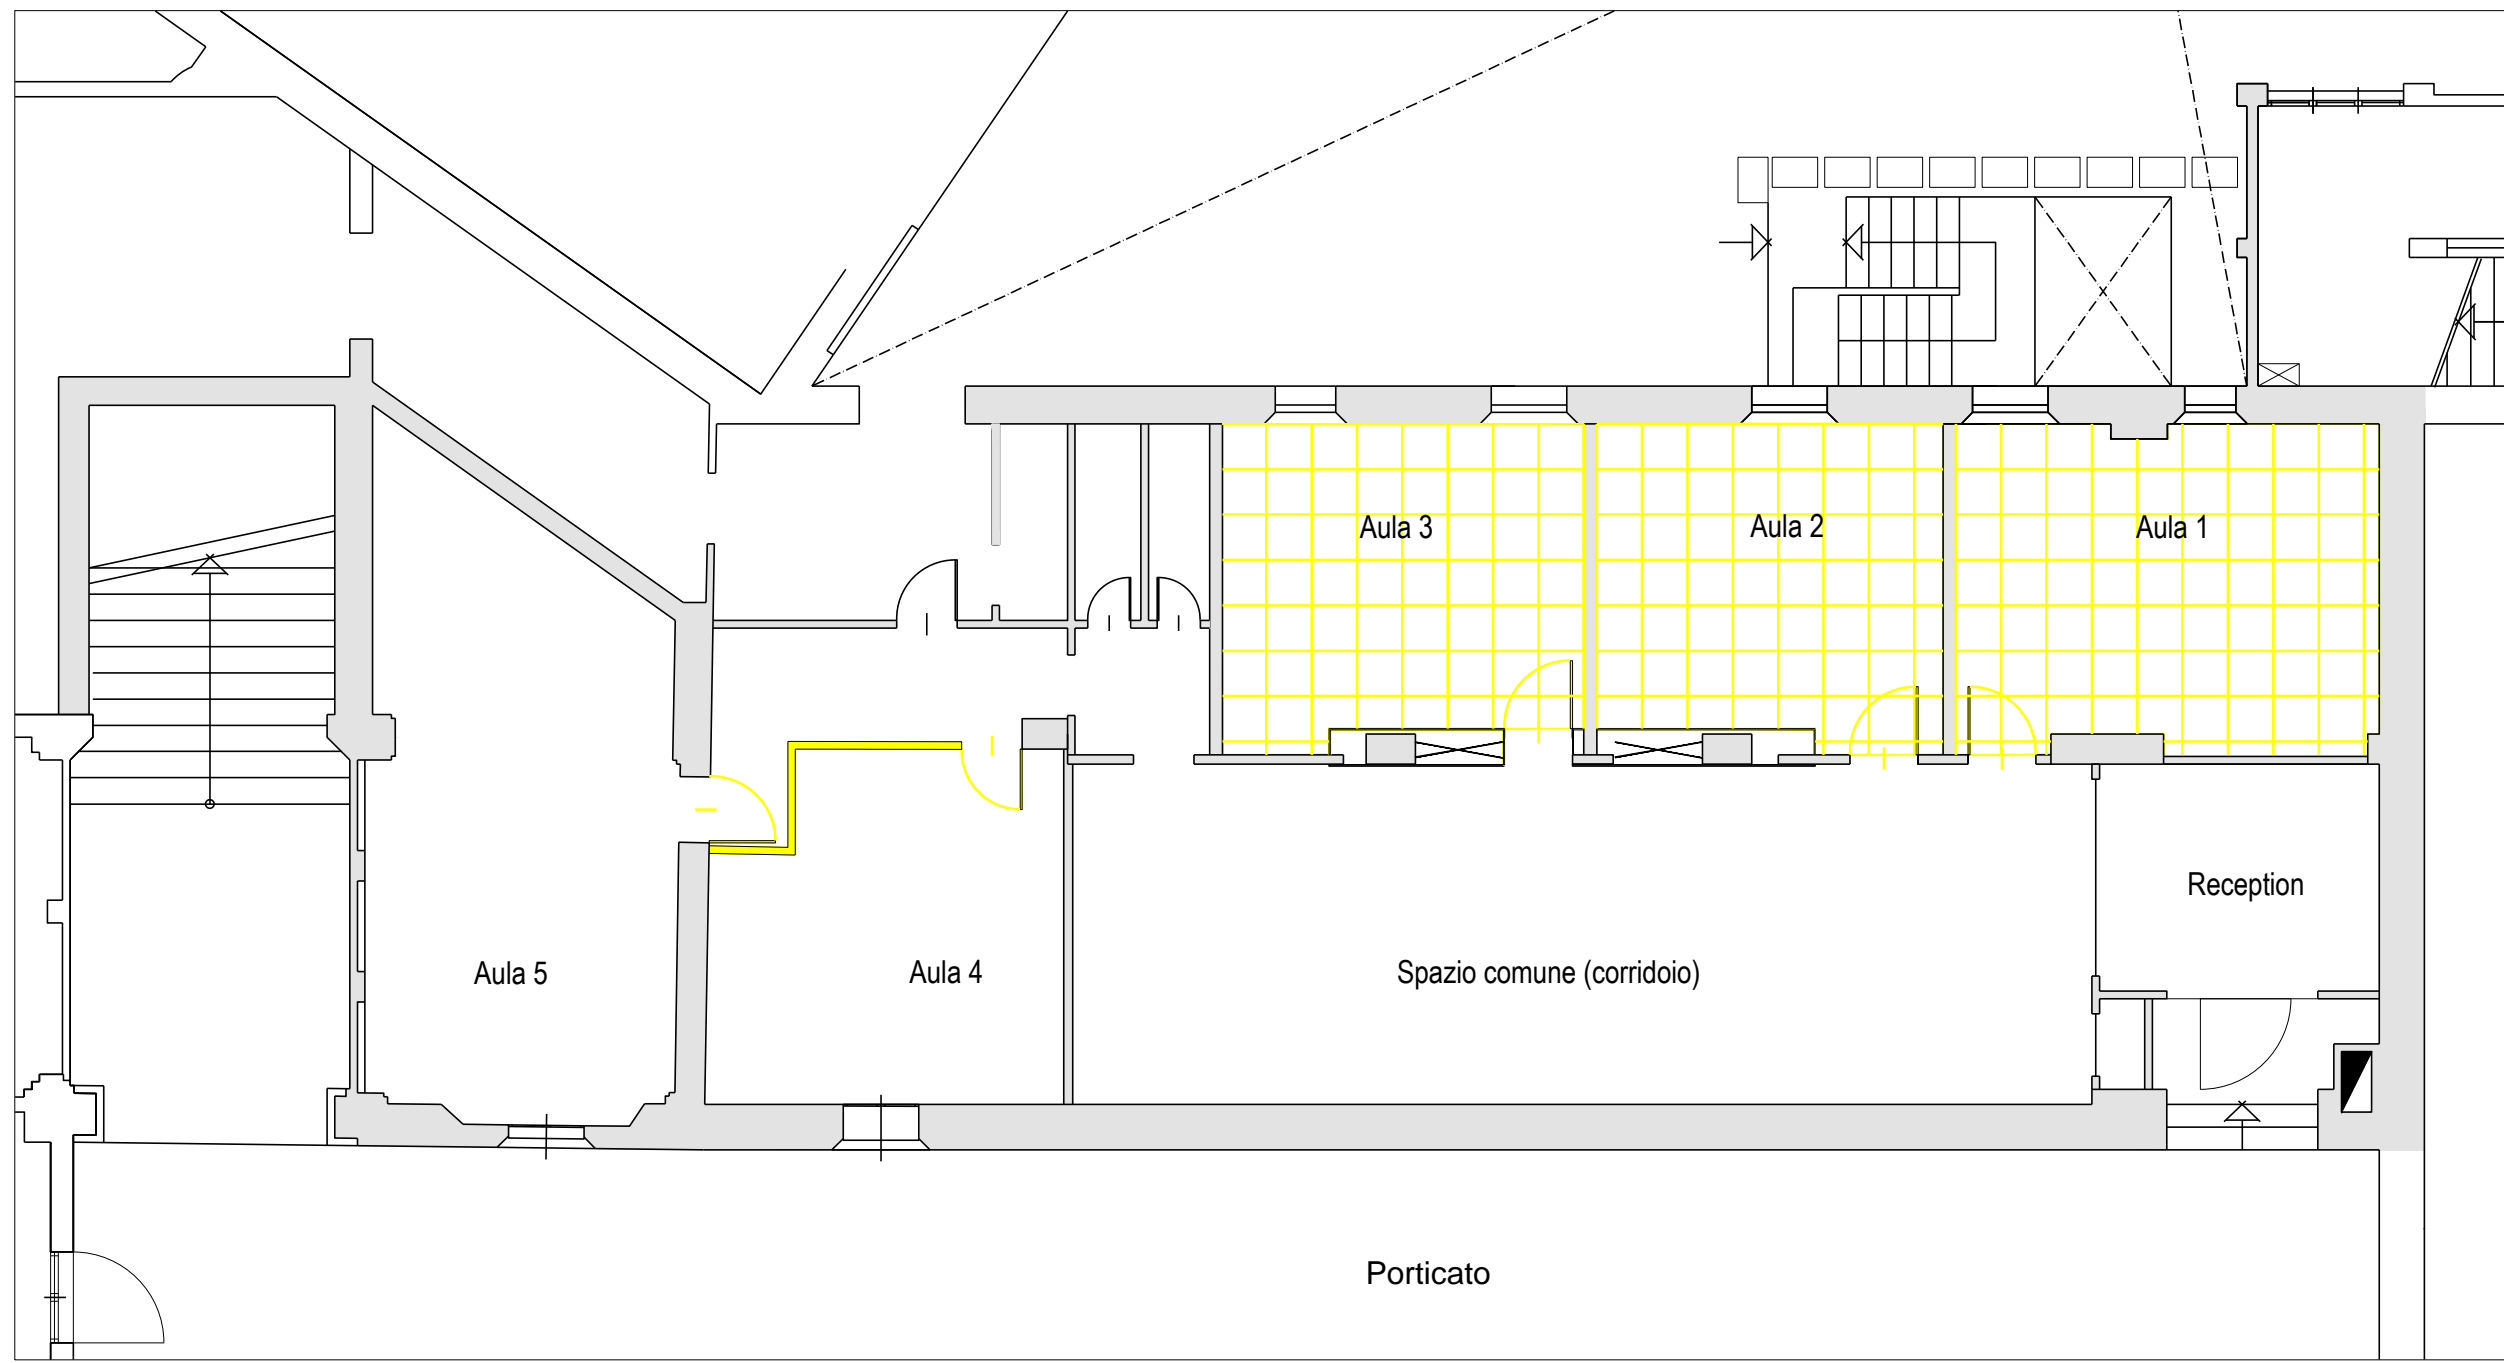 Aula 3
Aula 2
Aula 1
Reception
Aula 5
Aula 4
Spazio comune (corridoio)
Porticato